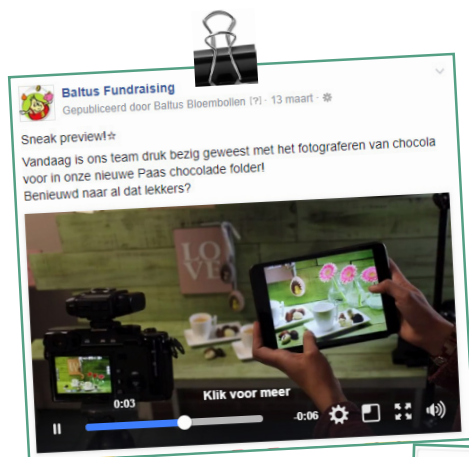 Baltus Fundraising
Gepubliceerd door Baltus Bloembollen [?] · 13 maart ·
Sneak preview!☆
Vandaag is ons team druk bezig geweest met het fotograferen van chocola
voor in onze nieuwe Paas chocolade folder!
Benieuwd naar al dat lekkers?
LO
VE
Klik voor meer
0:03
-0:06